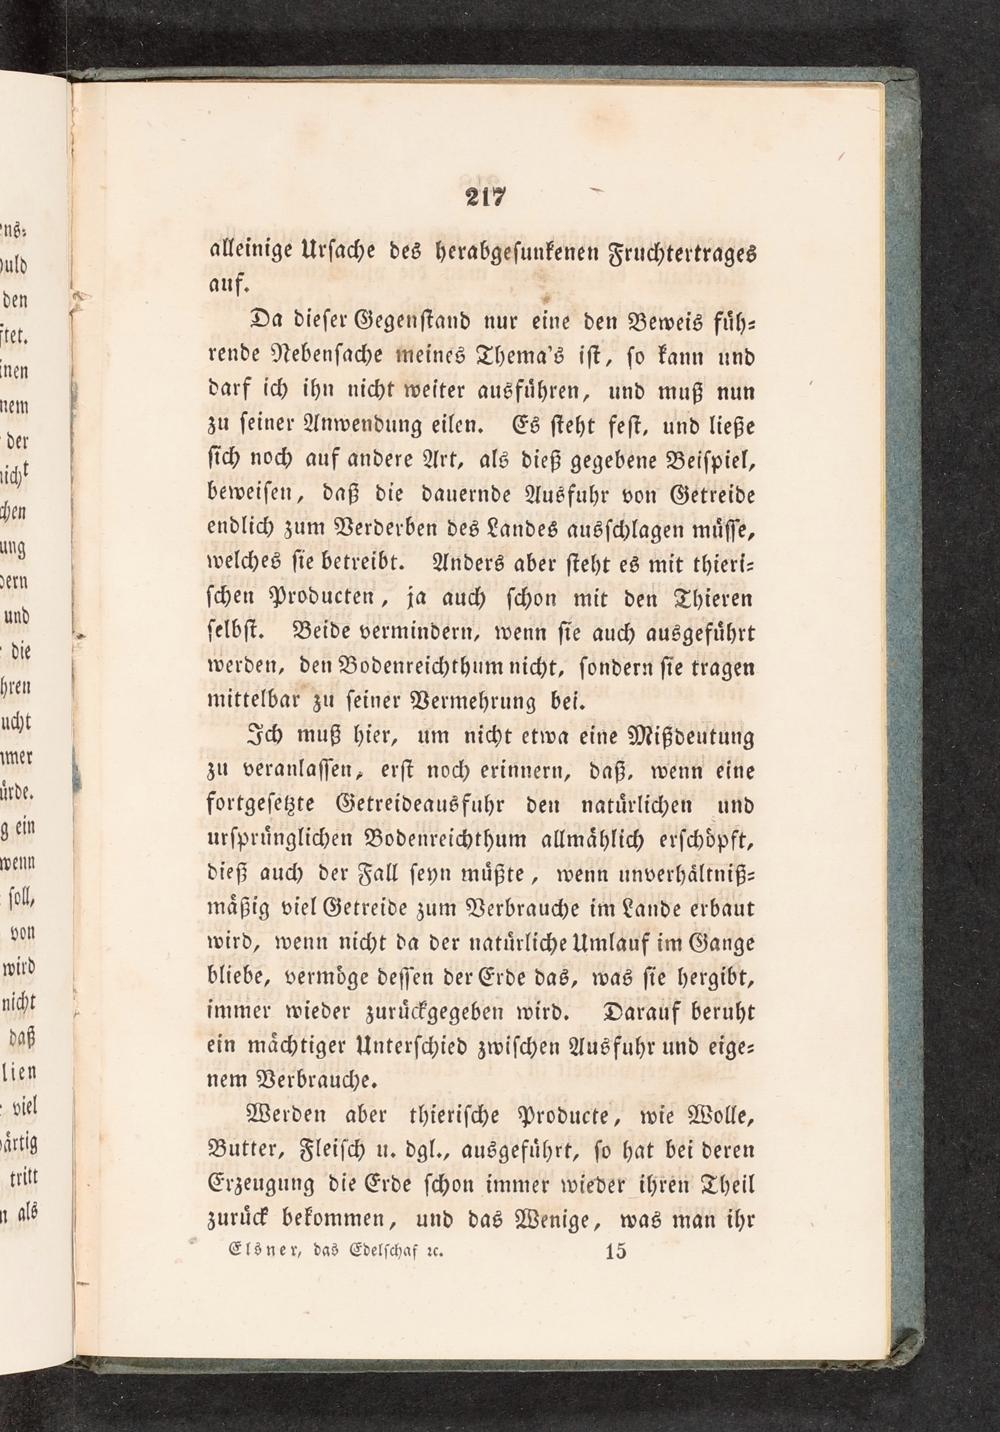 217
alleinige Ursache des herabgesunkenen Fruchtertrages
auf.
Da dieser Gegenstand nur eine den Beweis füh-
rende Nebensache meines Thema's ist, so kann und
darf ich ihn nicht weiter ausführen, und muß nun
zu seiner Anwendung eilen. Es steht fest, und ließe
sich noch auf andere Art, als dieß gegebene Beispiel,
beweisen, daß die dauernde Ausfuhr von Getreide
endlich zum Verderben des Landes ausschlagen müsse,
welches sie betreibt. Anders aber steht es mit thieri-
schen Producten, ja auch schon mit den Thieren
selbst. Beide vermindern, wenn sie auch ausgeführt
werden, den Bodenreichthum nicht, sondern sie tragen
mittelbar zu seiner Vermehrung bei.
Ich muß hier, um nicht etwa eine Mißdeutung
zu veranlassen, erst noch erinnern, daß, wenn eine
fortgesetzte Getreideausfuhr den natürlichen und
ursprünglichen Bodenreichthum allmählich erschöpft,
dieß auch der Fall seyn müßte, wenn unverhältniß-
mäßig viel Getreide zum Verbrauche im Lande erbaut
wird, wenn nicht da der natürliche Umlauf im Gange
bliebe, vermöge dessen der Erde das, was sie hergibt,
immer wieder zurückgegeben wird. Darauf beruht
ein mächtiger Unterschied zwischen Ausfuhr und eige-
nem Verbrauche.
Werden aber thierische Producte, wie Wolle,
Butter, Fleisch u. dgl., ausgeführt, so hat bei deren
Erzeugung die Erde schon immer wieder ihren Theil
zurück bekommen, und das Wenige, was man ihr
Elsner, das Edelschaf ꝛc. 15